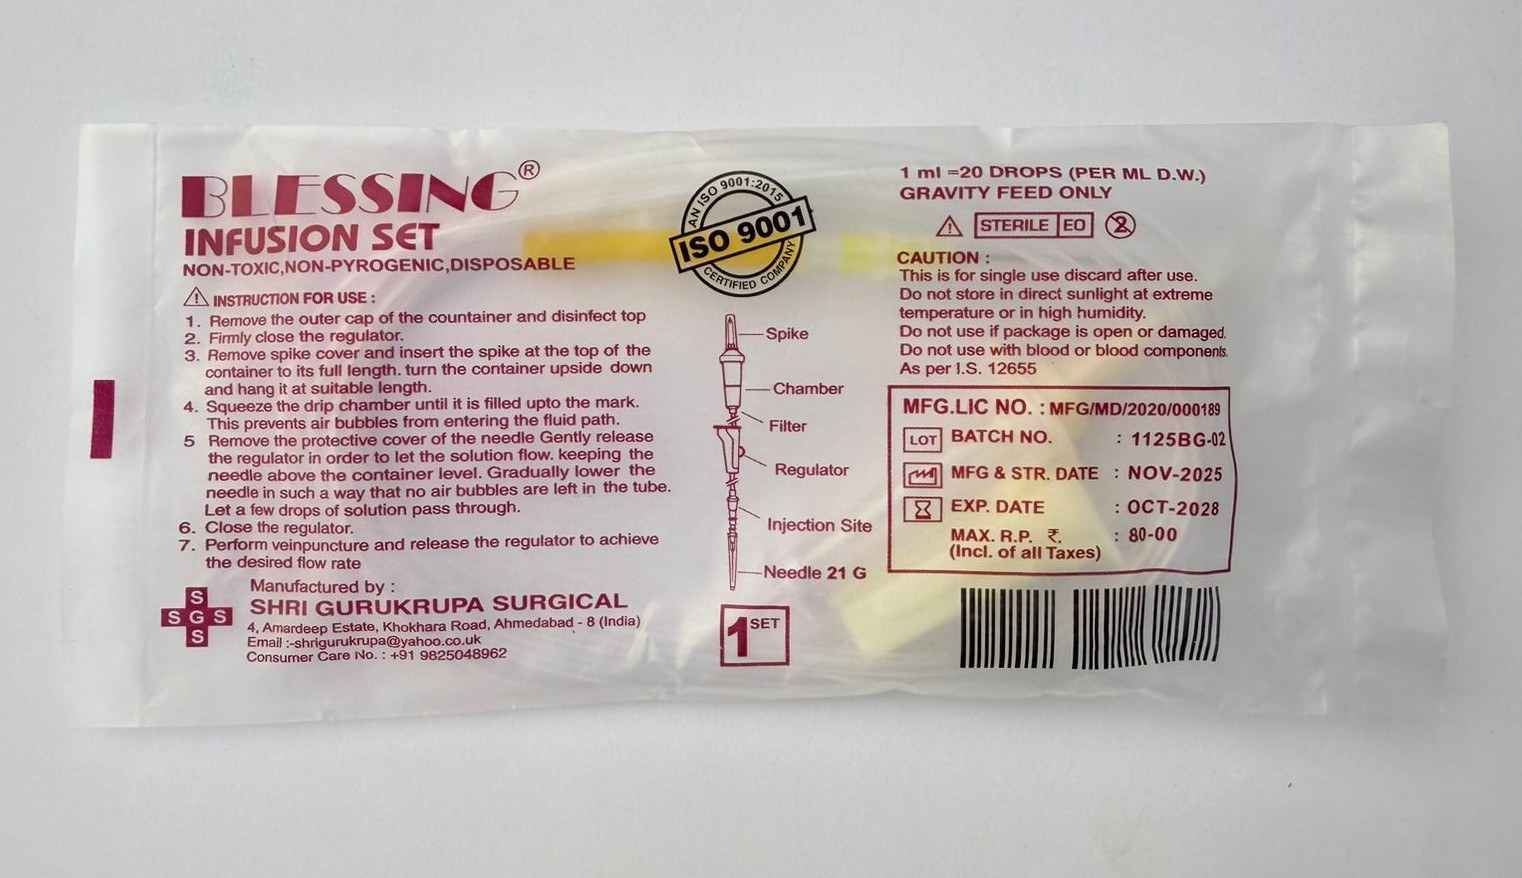 BLESSING®
INFUSION SET
NON-TOXIC,NON-PYROGENIC,DISPOSABLE
INSTRUCTION FOR USE :
1. Remove the outer cap of the countainer and disinfect top
2. Firmly close the regulator.
3. Remove spike cover and insert the spike at the top of the
container to its full length. turn the container upside down
and hang it at suitable length.
4. Squeeze the drip chamber until it is filled upto the mark.
This prevents air bubbles from entering the fluid path.
5 Remove the protective cover of the needle Gently release
the regulator in order to let the solution flow. keeping the
needle above the container level. Gradually lower the
needle in such a way that no air bubbles are left in the tube.
Let a few drops of solution pass through.
6. Close the regulator.
7. Perform veinpuncture and release the regulator to achieve
the desired flow rate
S
S G S
S
Manufactured by :
SHRI GURUKRUPA SURGICAL
4, Amardeep Estate, Khokhara Road, Ahmedabad - 8 (India)
Email :-shrigurukrupa@yahoo.co.uk
Consumer Care No. : +91 9825048962
AN ISO 9001:2015
ISO 9001
CERTIFIED COMPANY
Spike
Chamber
Filter
Regulator
Injection Site
Needle 21 G
1 SET
1 ml =20 DROPS (PER ML D.W.)
GRAVITY FEED ONLY
STERILE EO 2
CAUTION :
This is for single use discard after use.
Do not store in direct sunlight at extreme
temperature or in high humidity.
Do not use if package is open or damaged.
Do not use with blood or blood components.
As per I.S. 12655
MFG.LIC NO. : MFG/MD/2020/000189
LOT BATCH NO. : 1125BG-02
MFG & STR. DATE : NOV-2025
EXP. DATE : OCT-2028
MAX. R.P. ₹. : 80-00
(Incl. of all Taxes)